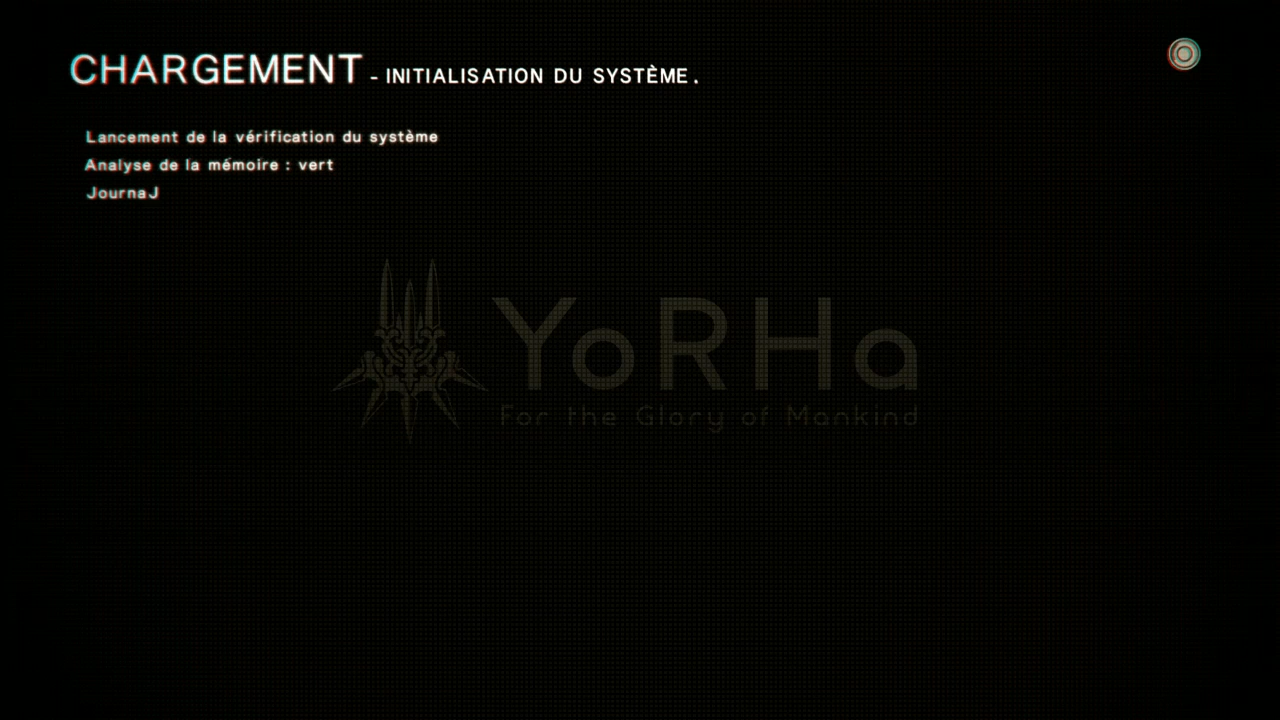 CHARGEMENT - INITIALISATION DU SYSTÈME.
Lancement de la vérification du système
Analyse de la mémoire : vert
JournaJ
YoRHa
For the Glory of Mankind